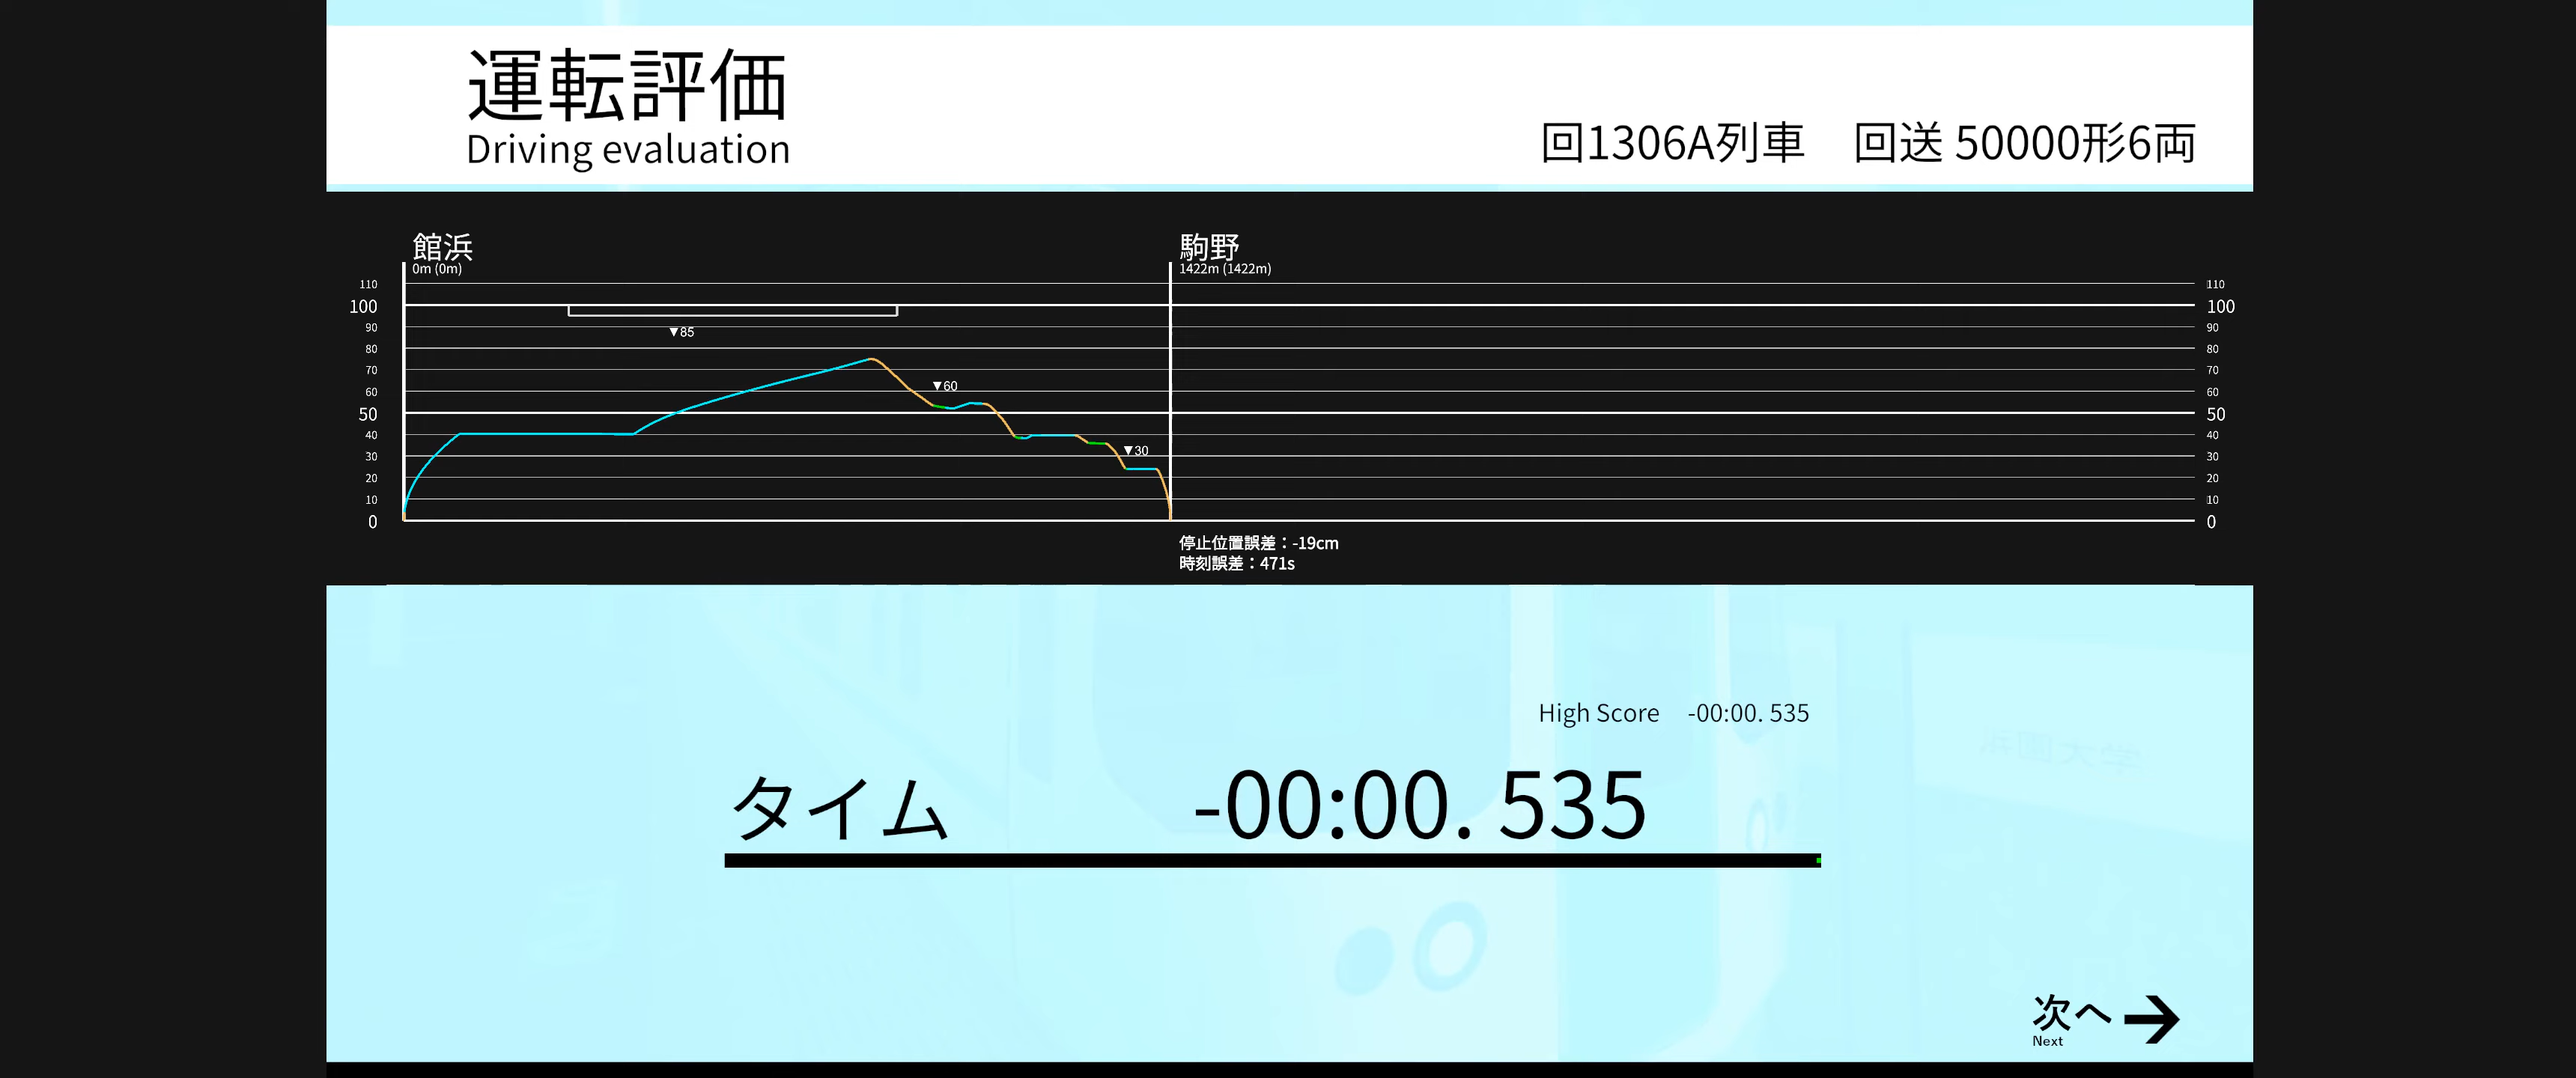 運転評価
Driving evaluation
回1306A列車　回送 50000形6両
館浜
0m (0m)
駒野
1422m (1422m)
110
100
90
80
70
60
50
40
30
20
10
0
▼85
▼60
▼30
110
100
90
80
70
60
50
40
30
20
10
0
停止位置誤差：-19cm
時刻誤差：471s
High Score　-00:00. 535
タイム　-00:00. 535
浜園大学
次へ→
Next